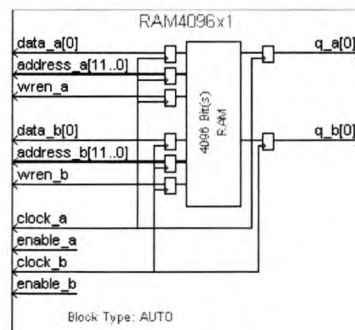 RAM4096x1
data_a[0]
q_a[0]
address_a[11..0]
wren_a
4096 Bit(s)
RAM
data_b[0]
q_b[0]
address_b[11..0]
wren_b
clock_a
enable_a
clock_b
enable_b
Block Type: AUTO